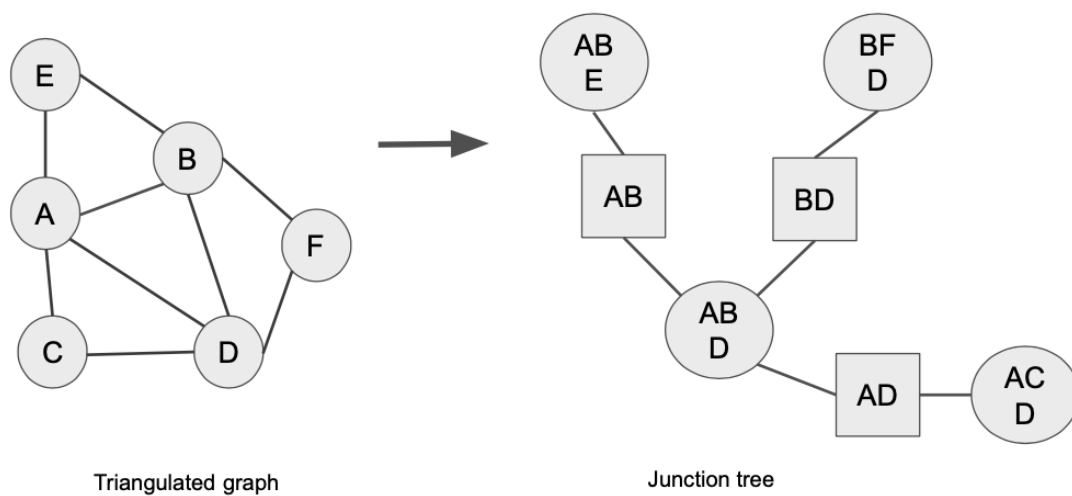 E
B
A
F
C
D
Triangulated graph
AB
E
BF
D
AB
BD
AB
D
AD
AC
D
Junction tree